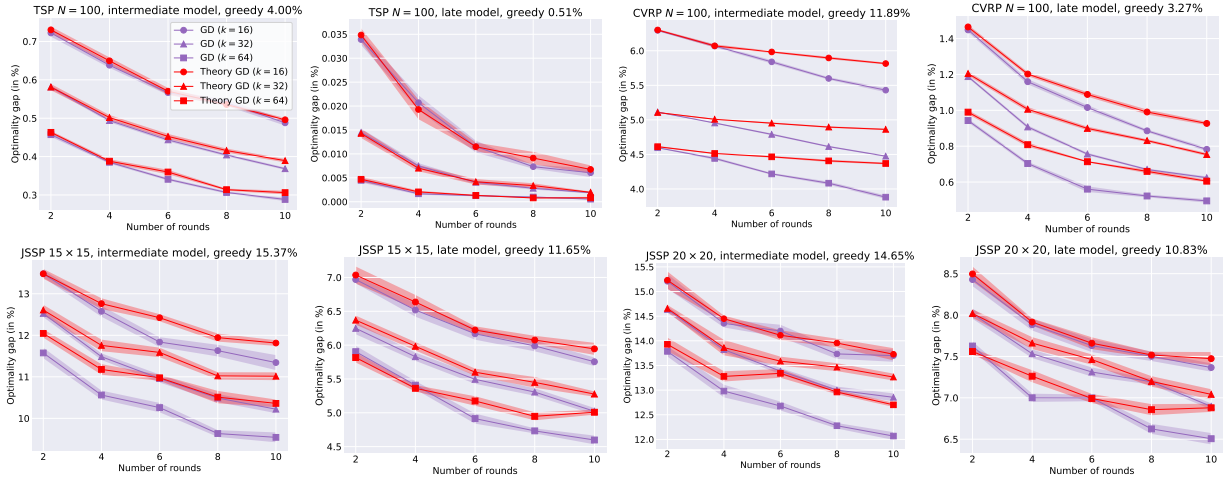 TSP N = 100, intermediate model, greedy 4.00%
Optimality gap (in %)
0.7
0.6
0.5
0.4
0.3
2 4 6 8 10
Number of rounds
GD (k = 16)
GD (k = 32)
GD (k = 64)
Theory GD (k = 16)
Theory GD (k = 32)
Theory GD (k = 64)
TSP N = 100, late model, greedy 0.51%
Optimality gap (in %)
0.035
0.030
0.025
0.020
0.015
0.010
0.005
0.000
2 4 6 8 10
Number of rounds
CVRP N = 100, intermediate model, greedy 11.89%
Optimality gap (in %)
6.0
5.5
5.0
4.5
4.0
2 4 6 8 10
Number of rounds
CVRP N = 100, late model, greedy 3.27%
Optimality gap (in %)
1.4
1.2
1.0
0.8
0.6
2 4 6 8 10
Number of rounds
JSSP 15 × 15, intermediate model, greedy 15.37%
Optimality gap (in %)
13
12
11
10
2 4 6 8 10
Number of rounds
JSSP 15 × 15, late model, greedy 11.65%
Optimality gap (in %)
7.0
6.5
6.0
5.5
5.0
4.5
2 4 6 8 10
Number of rounds
JSSP 20 × 20, intermediate model, greedy 14.65%
Optimality gap (in %)
15.5
15.0
14.5
14.0
13.5
13.0
12.5
12.0
2 4 6 8 10
Number of rounds
JSSP 20 × 20, late model, greedy 10.83%
Optimality gap (in %)
8.5
8.0
7.5
7.0
6.5
2 4 6 8 10
Number of rounds